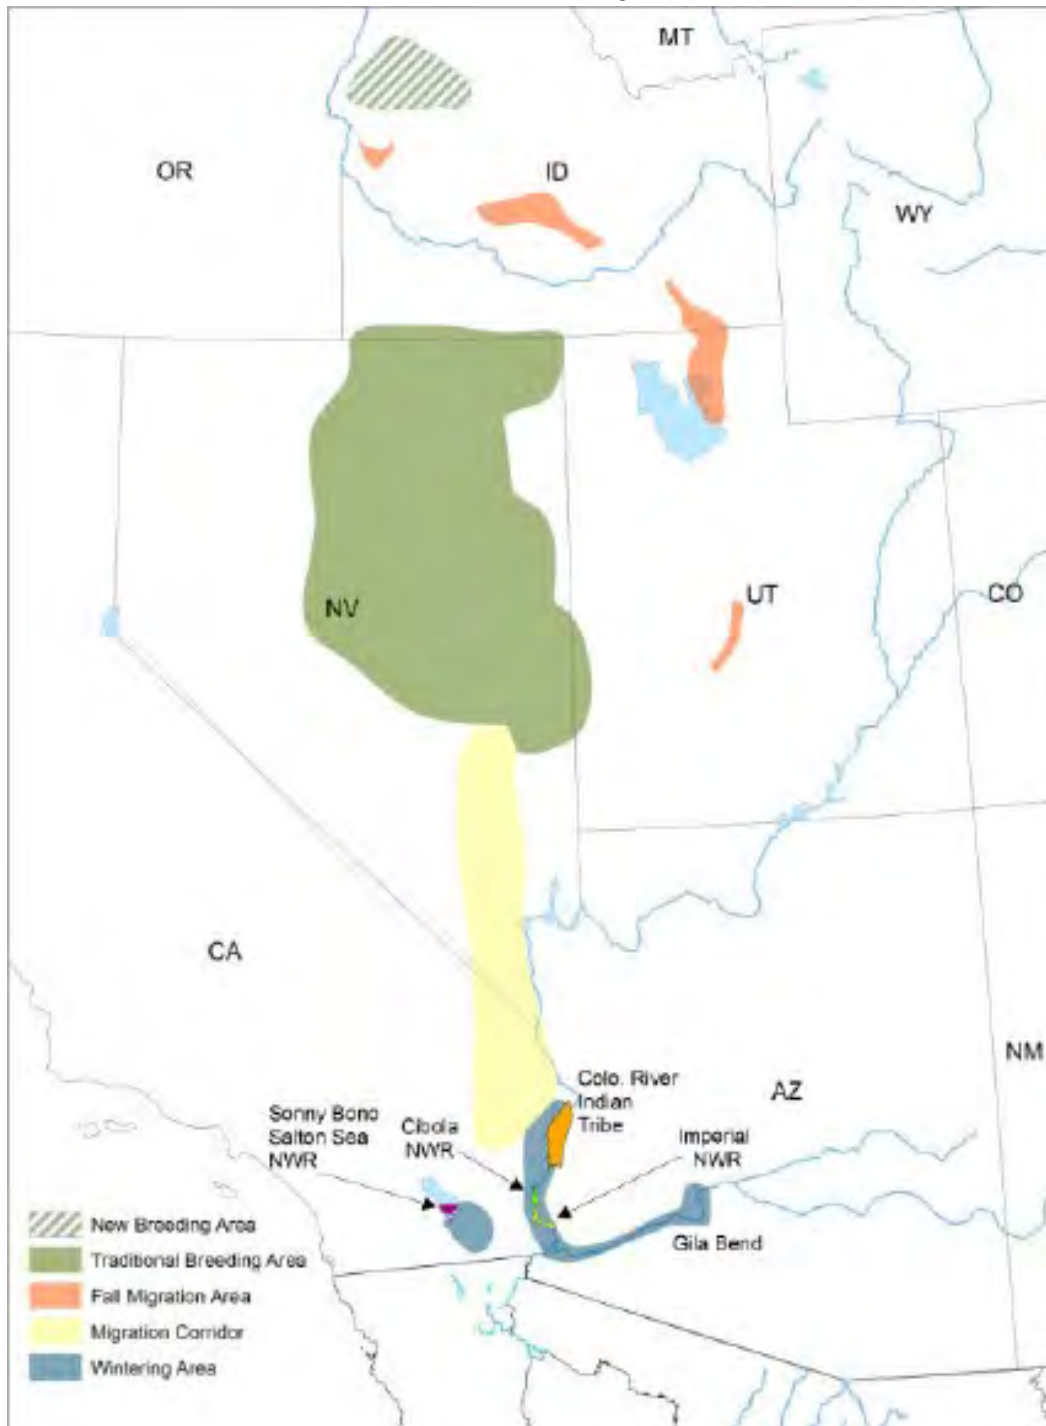 MT
OR
ID
WY
NV
UT
CO
CA
NM
Colo. River
Indian
Tribe
AZ
Sonny Bono
Salton Sea
NWR
Cibola
NWR
Imperial
NWR
Gila Bend
New Breeding Area
Traditional Breeding Area
Fall Migration Area
Migration Corridor
Wintering Area